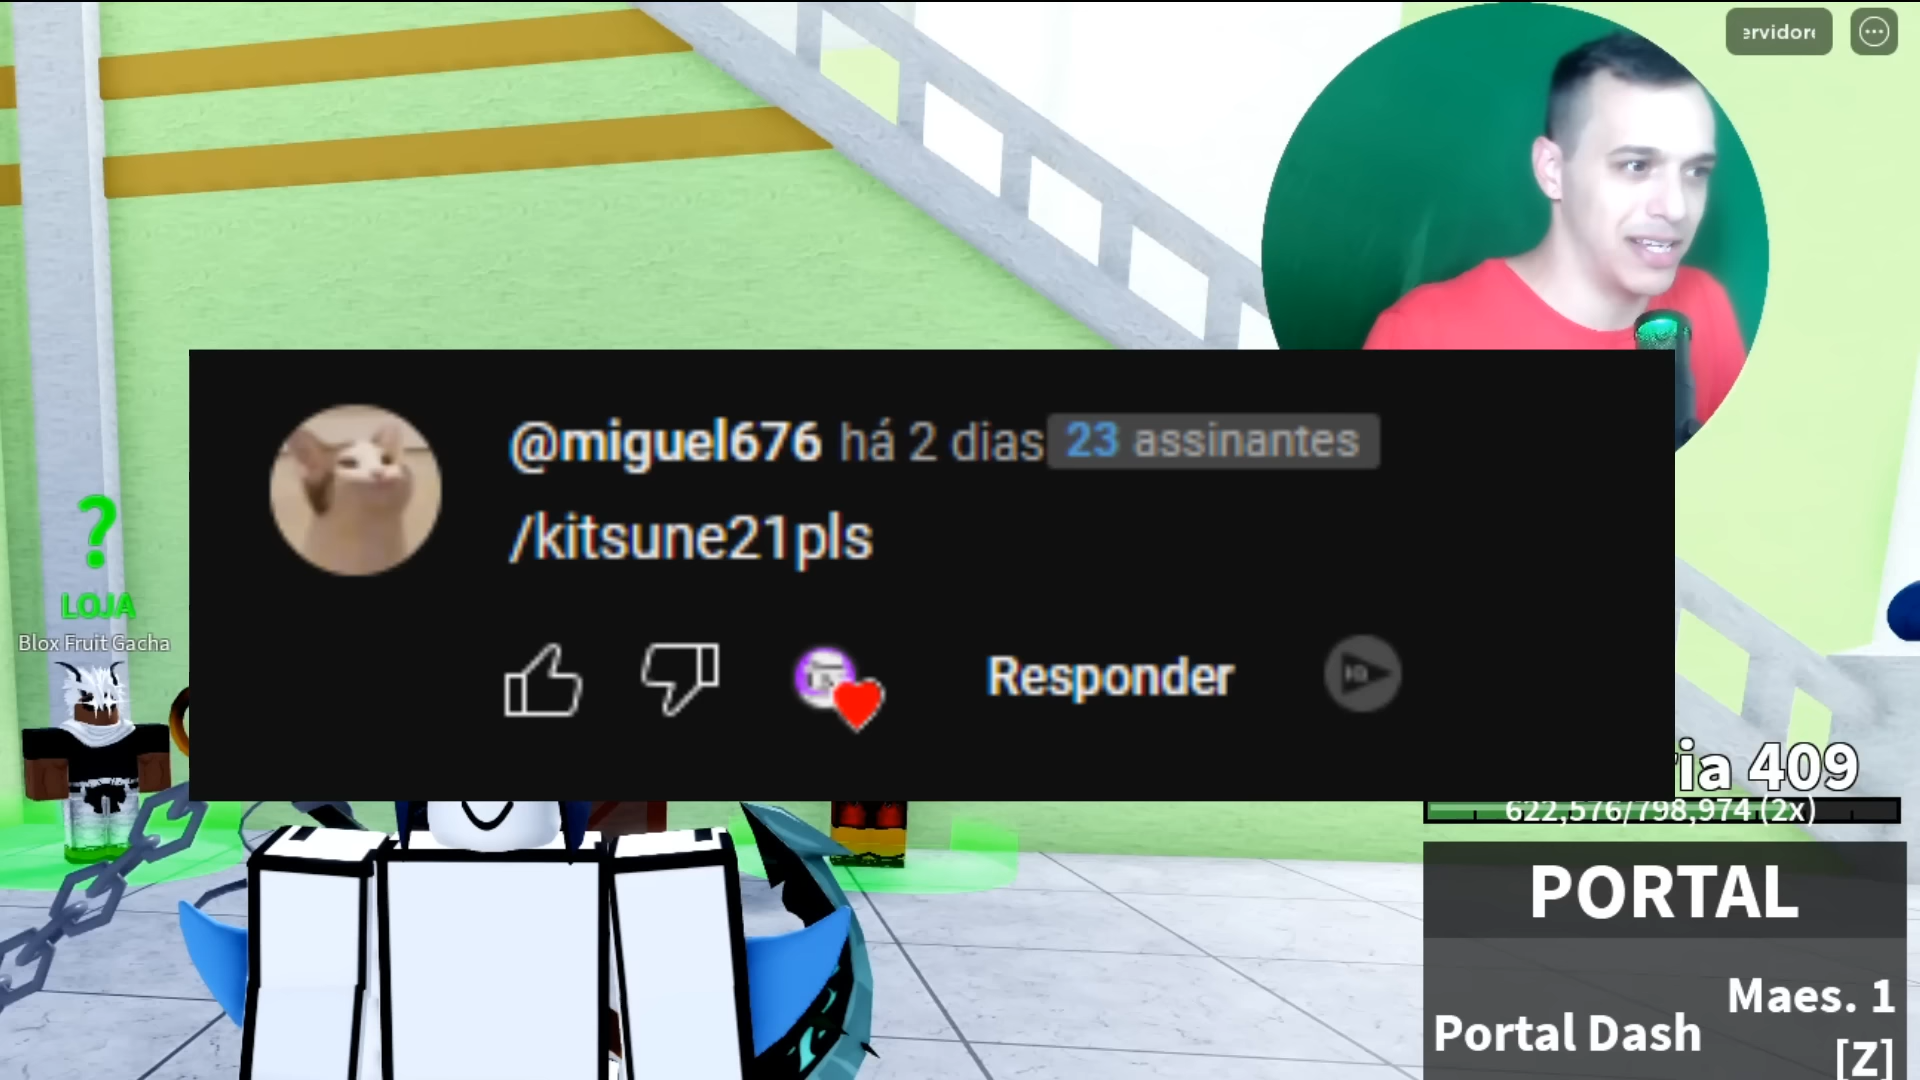 ervidor
@miguel676 há 2 dias 23 assinantes
/kitsune21pls
Responder
?
LOJA
Blox Fruit Gacha
ria 409
622,576/798,974 (2x)
PORTAL
Maes. 1
Portal Dash
[Z]